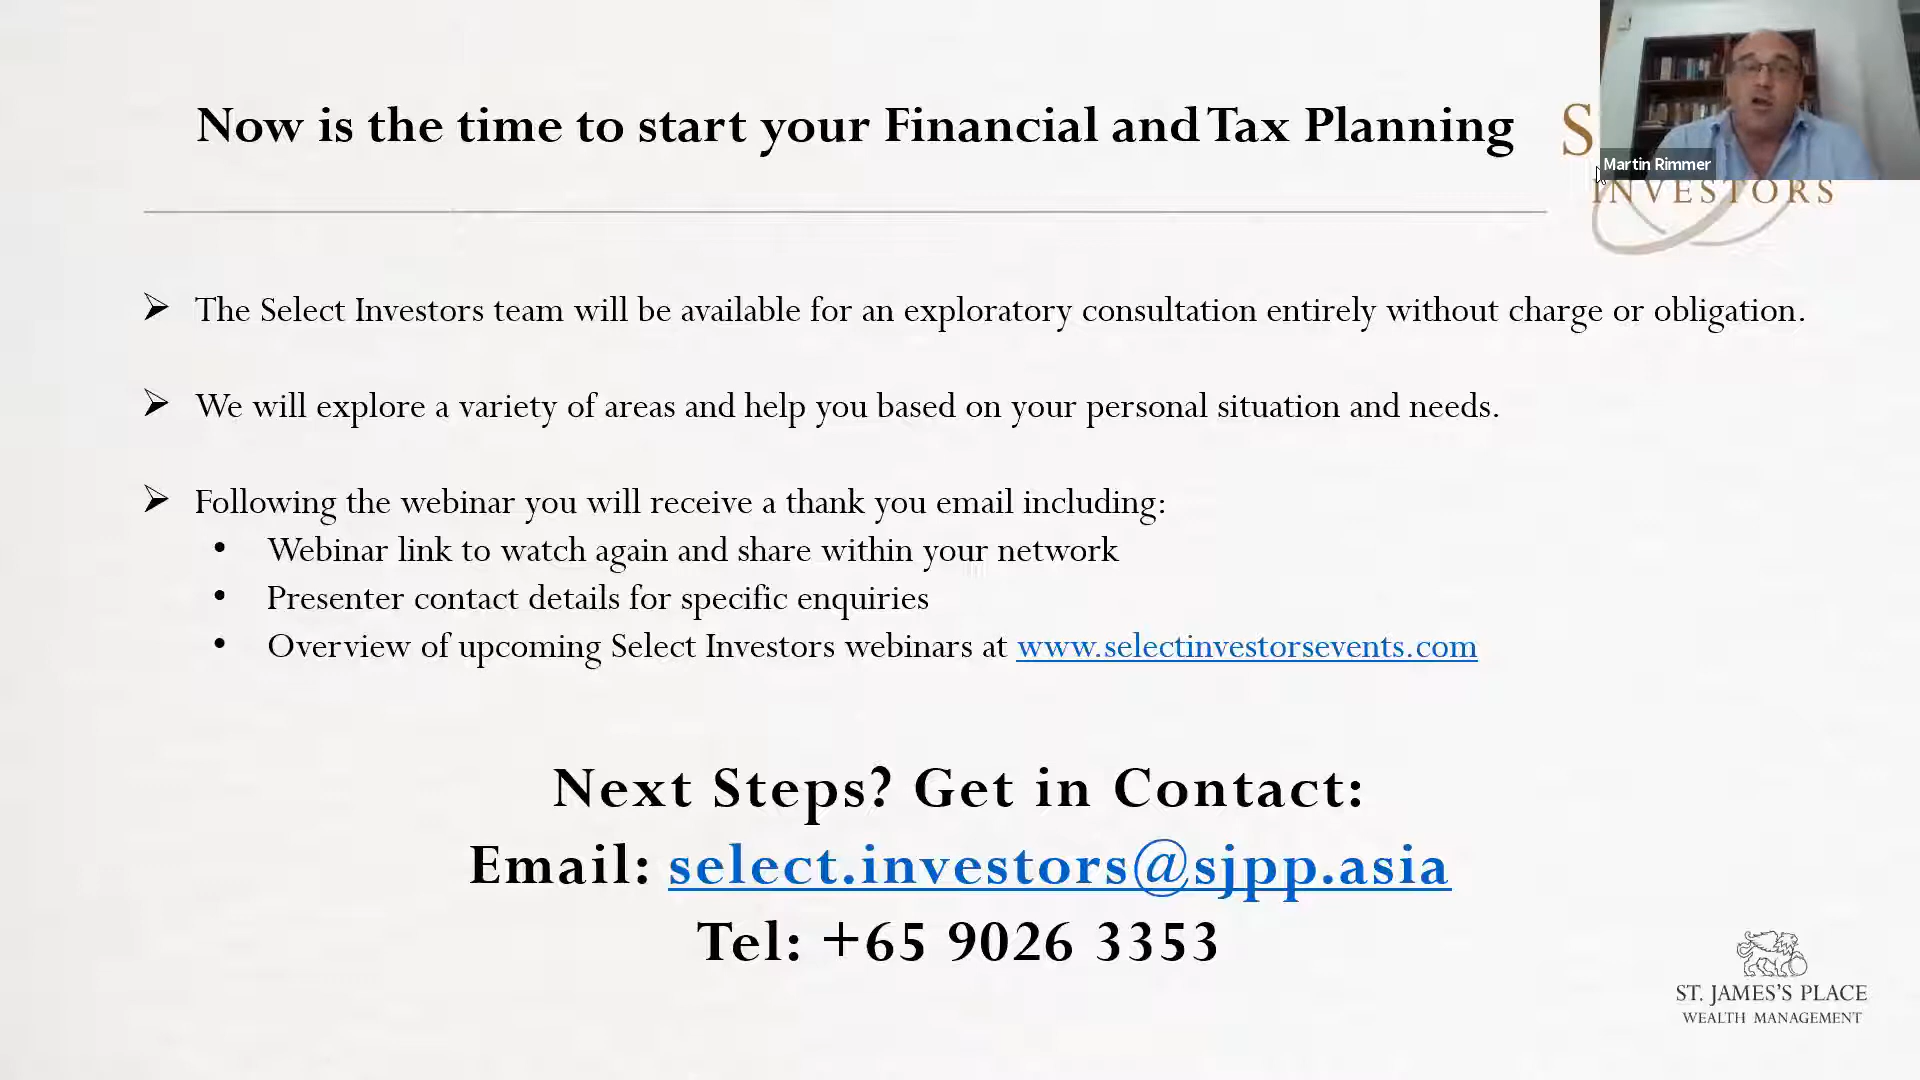 Now is the time to start your Financial and Tax Planning
S
Martin Rimmer
INVESTORS
➢ The Select Investors team will be available for an exploratory consultation entirely without charge or obligation.
➢ We will explore a variety of areas and help you based on your personal situation and needs.
➢ Following the webinar you will receive a thank you email including:
• Webinar link to watch again and share within your network
• Presenter contact details for specific enquiries
• Overview of upcoming Select Investors webinars at www.selectinvestorsevents.com
Next Steps? Get in Contact:
Email: select.investors@sjpp.asia
Tel: +65 9026 3353
ST. JAMES'S PLACE
WEALTH MANAGEMENT